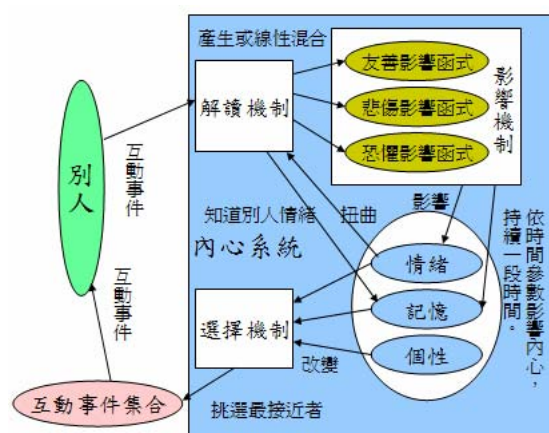 產生或線性混合
解讀機制
友善影響函式
悲傷影響函式
恐懼影響函式
影響機制
別人
互動事件
互動事件
知道別人情緒
扭曲
影響
內心系統
情緒
記憶
個性
依時間參數影響內心，
持續一段時間。
選擇機制
改變
互動事件集合
挑選最接近者